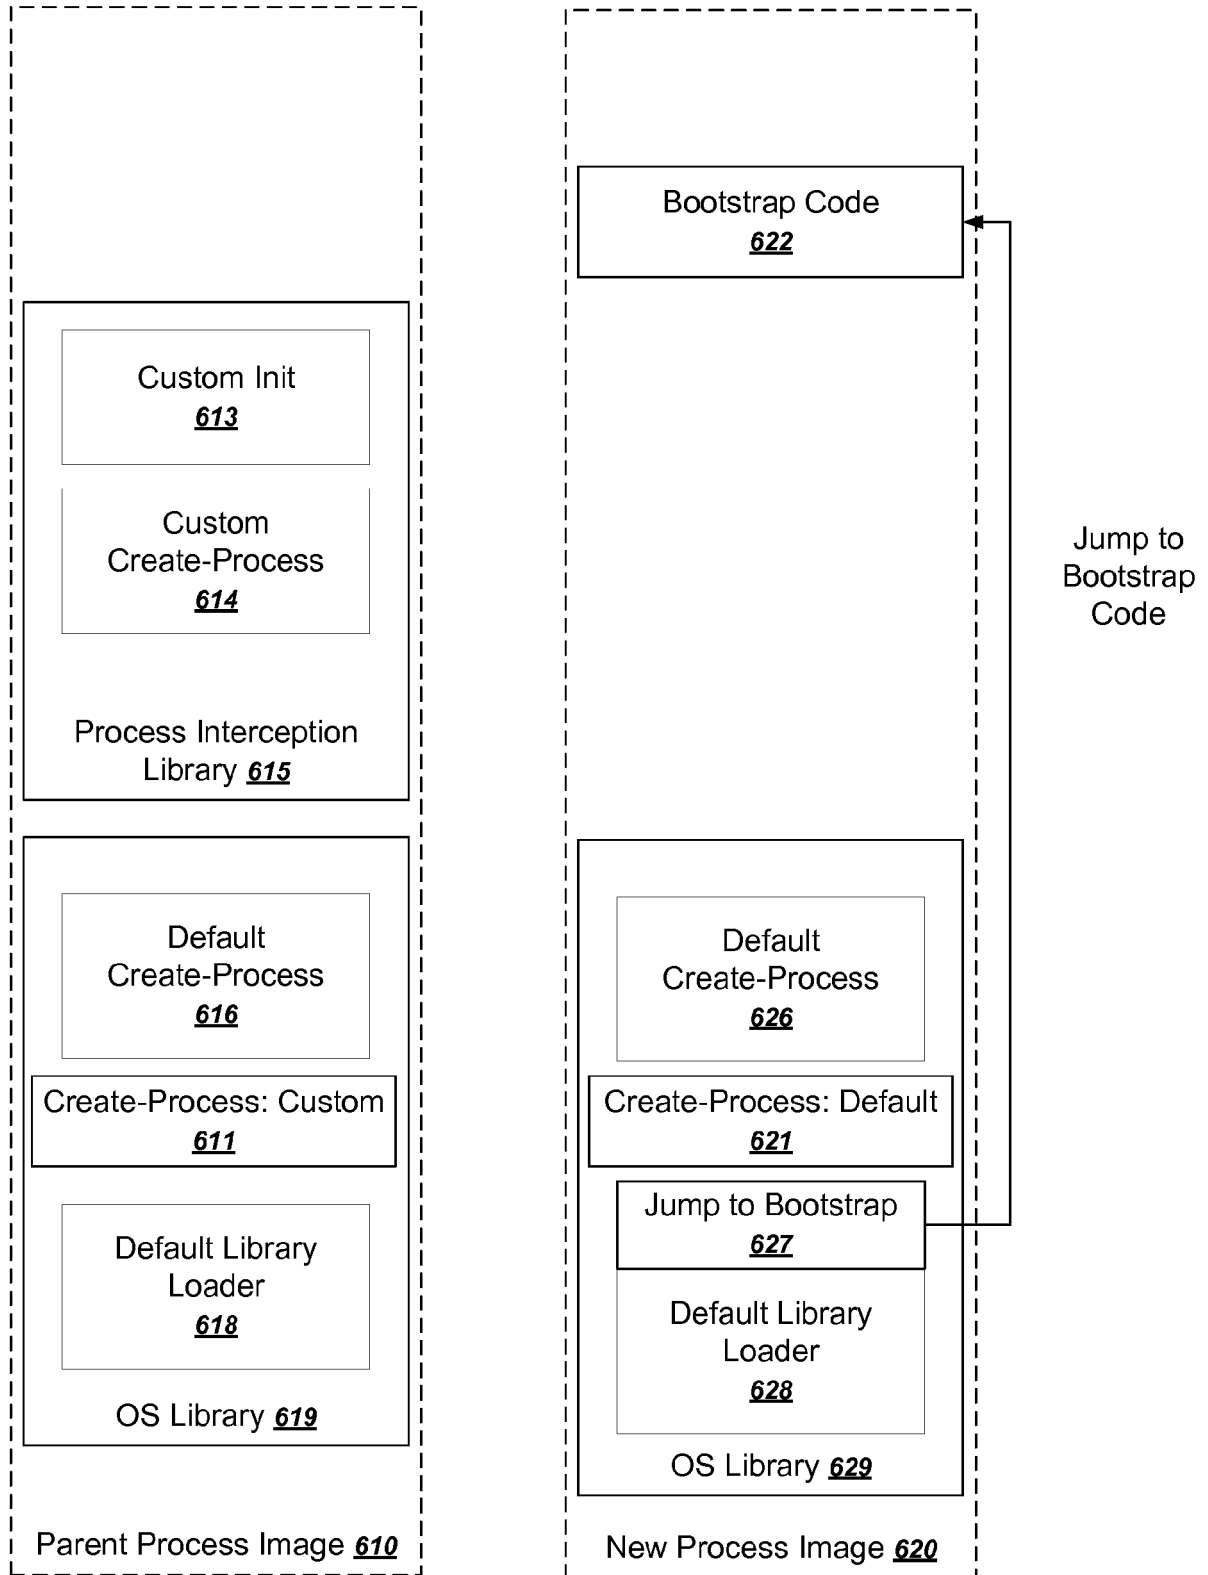 Custom Init
613
Custom
Create-Process
614
Process Interception
Library 615
Default
Create-Process
616
Create-Process: Custom
611
Default Library
Loader
618
OS Library 619
Parent Process Image 610
Bootstrap Code
622
Default
Create-Process
626
Create-Process: Default
621
Jump to Bootstrap
627
Default Library
Loader
628
OS Library 629
New Process Image 620
Jump to
Bootstrap
Code